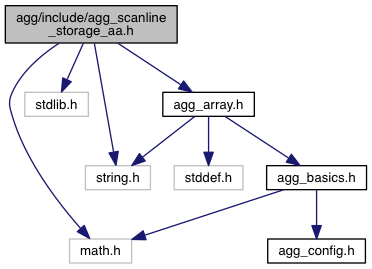 agg/include/agg_scanline
_storage_aa.h
stdlib.h
agg_array.h
string.h
stddef.h
agg_basics.h
math.h
agg_config.h